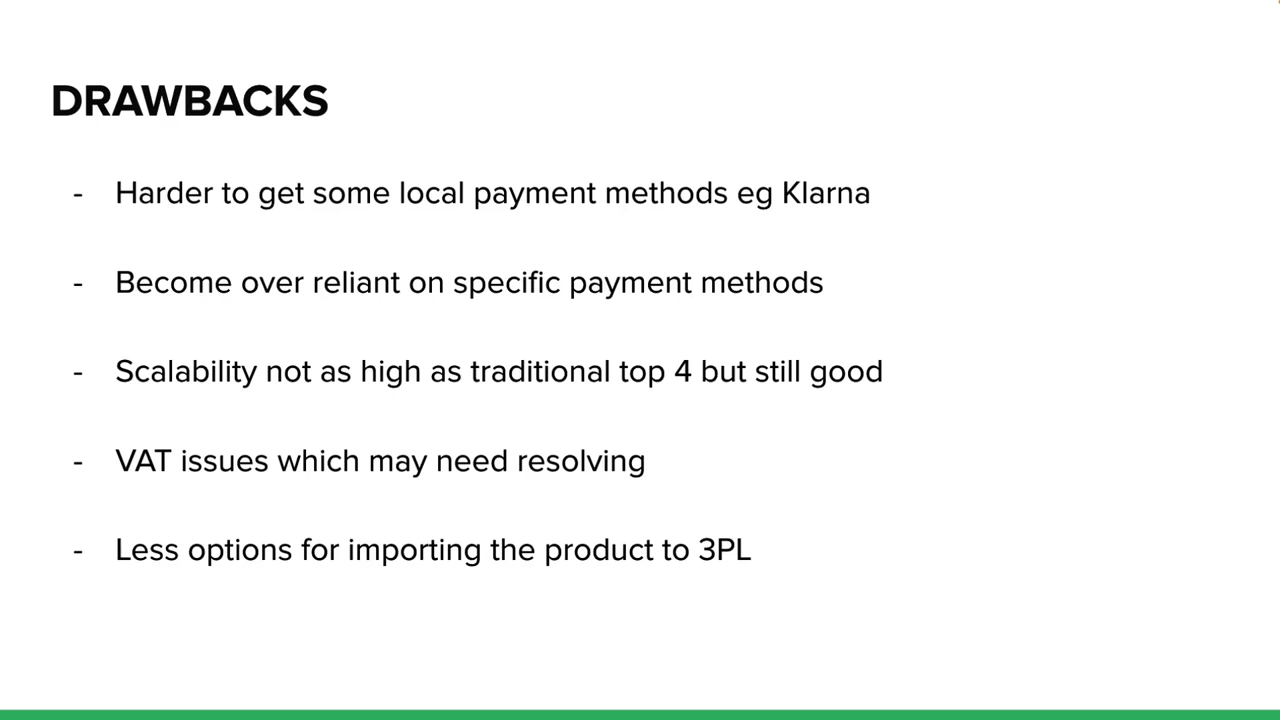 DRAWBACKS
- Harder to get some local payment methods eg Klarna
- Become over reliant on specific payment methods
- Scalability not as high as traditional top 4 but still good
- VAT issues which may need resolving
- Less options for importing the product to 3PL